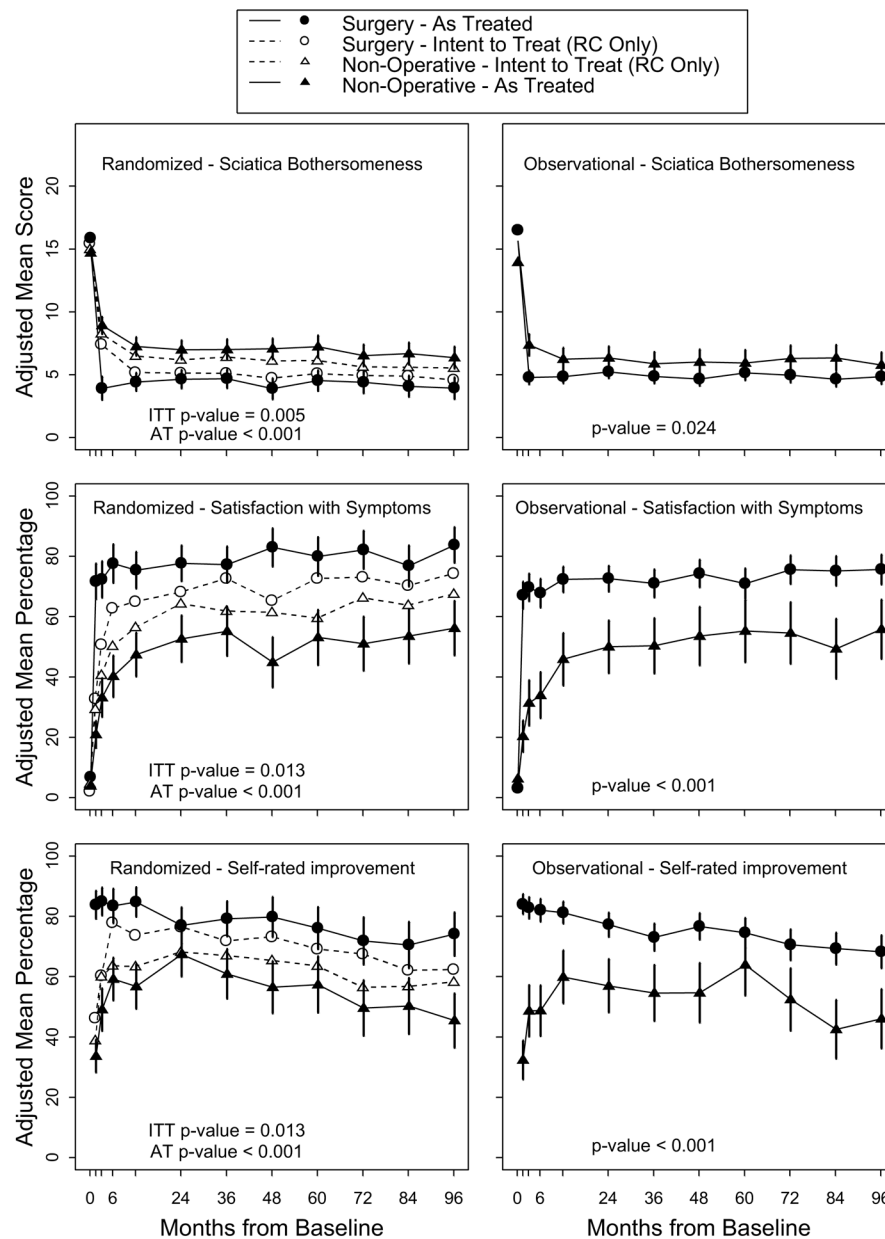 Surgery - As Treated
Surgery - Intent to Treat (RC Only)
Non-Operative - Intent to Treat (RC Only)
Non-Operative - As Treated
Adjusted Mean Score
0 5 10 15 20
Randomized - Sciatica Bothersomeness
ITT p-value = 0.005
AT p-value < 0.001
Observational - Sciatica Bothersomeness
p-value = 0.024
Adjusted Mean Percentage
0 20 40 60 80 100
Randomized - Satisfaction with Symptoms
ITT p-value = 0.013
AT p-value < 0.001
Observational - Satisfaction with Symptoms
p-value < 0.001
Adjusted Mean Percentage
0 20 40 60 80 100
Randomized - Self-rated improvement
ITT p-value = 0.013
AT p-value < 0.001
Observational - Self-rated improvement
p-value < 0.001
0 6 24 36 48 60 72 84 96
Months from Baseline
0 6 24 36 48 60 72 84 96
Months from Baseline